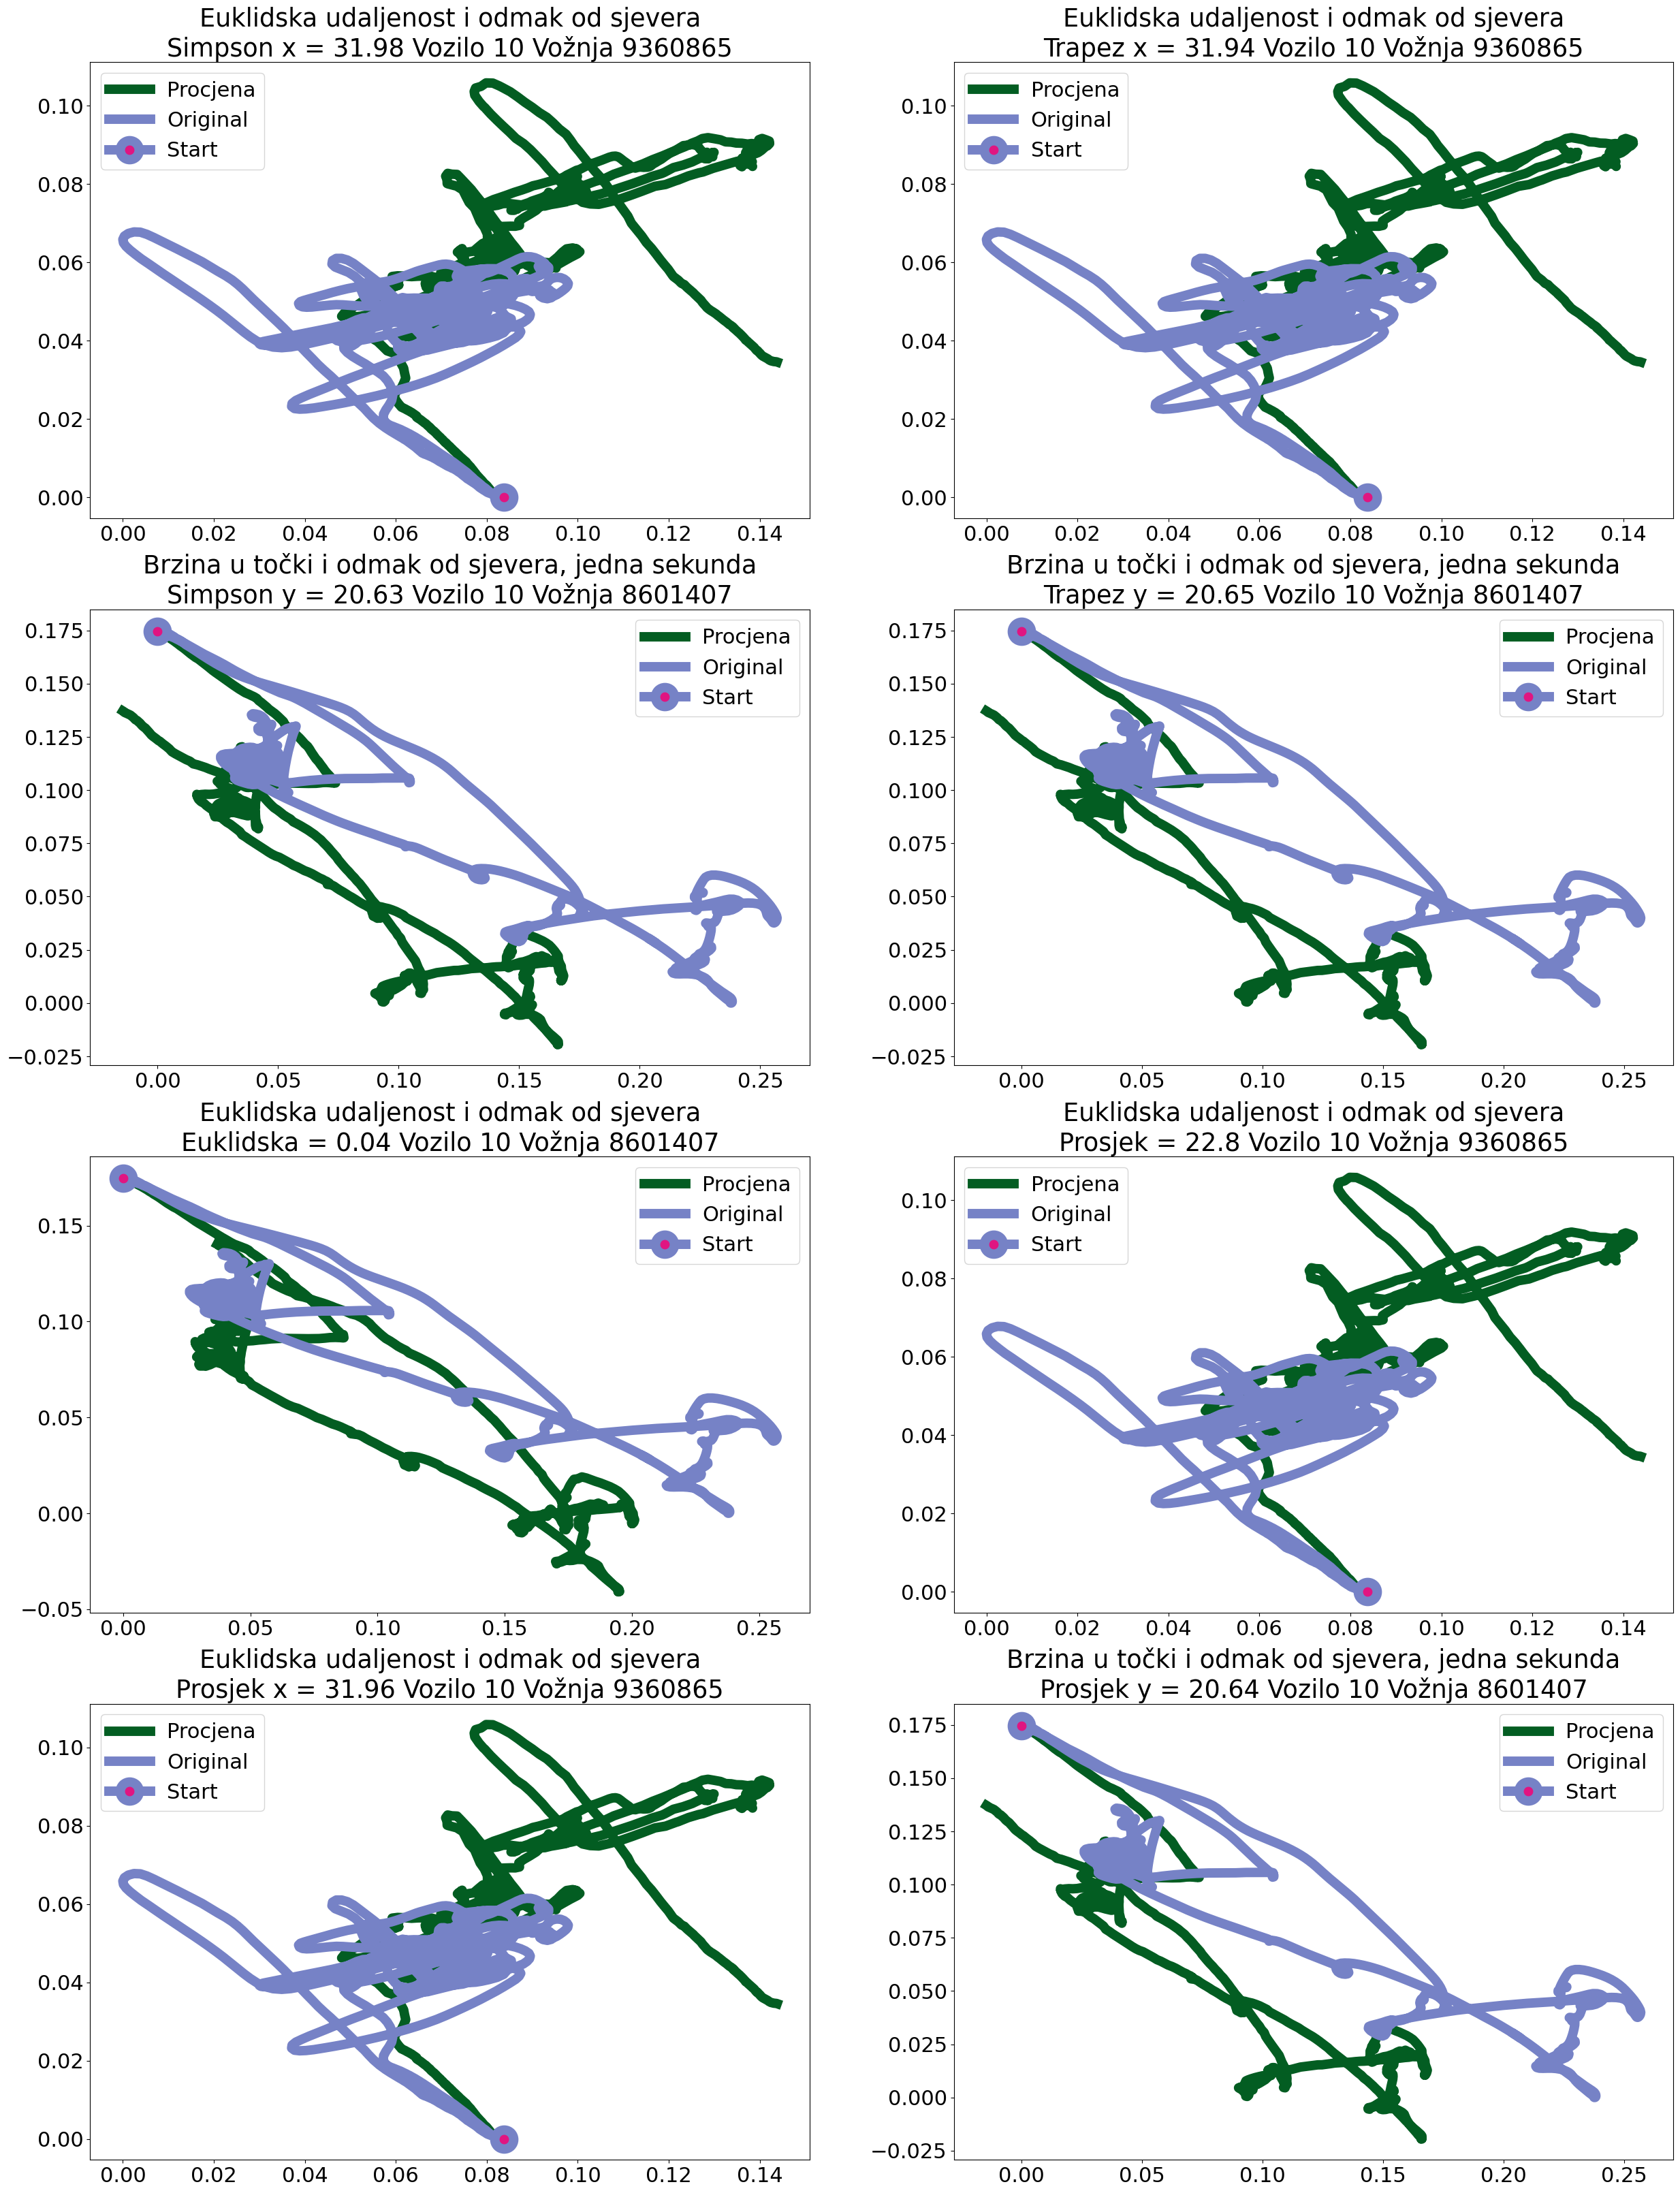 Euklidska udaljenost i odmak od sjevera
Simpson x = 31.98 Vozilo 10 Vožnja 9360865
Procjena
Original
Start
0.10
0.08
0.06
0.04
0.02
0.00
0.00 0.02 0.04 0.06 0.08 0.10 0.12 0.14
Euklidska udaljenost i odmak od sjevera
Trapez x = 31.94 Vozilo 10 Vožnja 9360865
Procjena
Original
Start
0.10
0.08
0.06
0.04
0.02
0.00
0.00 0.02 0.04 0.06 0.08 0.10 0.12 0.14
Brzina u točki i odmak od sjevera, jedna sekunda
Simpson y = 20.63 Vozilo 10 Vožnja 8601407
Procjena
Original
Start
0.175
0.150
0.125
0.100
0.075
0.050
0.025
0.000
−0.025
0.00 0.05 0.10 0.15 0.20 0.25
Brzina u točki i odmak od sjevera, jedna sekunda
Trapez y = 20.65 Vozilo 10 Vožnja 8601407
Procjena
Original
Start
0.175
0.150
0.125
0.100
0.075
0.050
0.025
0.000
−0.025
0.00 0.05 0.10 0.15 0.20 0.25
Euklidska udaljenost i odmak od sjevera
Euklidska = 0.04 Vozilo 10 Vožnja 8601407
Procjena
Original
Start
0.15
0.10
0.05
0.00
−0.05
0.00 0.05 0.10 0.15 0.20 0.25
Euklidska udaljenost i odmak od sjevera
Prosjek = 22.8 Vozilo 10 Vožnja 9360865
Procjena
Original
Start
0.10
0.08
0.06
0.04
0.02
0.00
0.00 0.02 0.04 0.06 0.08 0.10 0.12 0.14
Euklidska udaljenost i odmak od sjevera
Prosjek x = 31.96 Vozilo 10 Vožnja 9360865
Procjena
Original
Start
0.10
0.08
0.06
0.04
0.02
0.00
0.00 0.02 0.04 0.06 0.08 0.10 0.12 0.14
Brzina u točki i odmak od sjevera, jedna sekunda
Prosjek y = 20.64 Vozilo 10 Vožnja 8601407
Procjena
Original
Start
0.175
0.150
0.125
0.100
0.075
0.050
0.025
0.000
−0.025
0.00 0.05 0.10 0.15 0.20 0.25